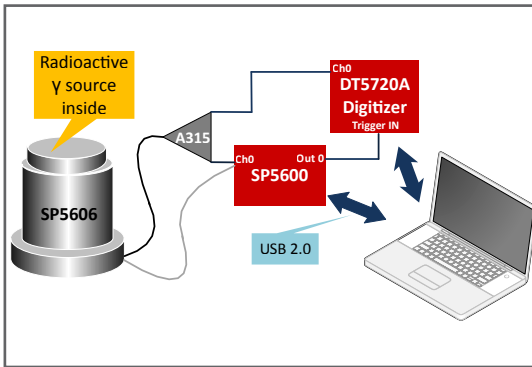 Radioactive
γ source
inside
SP5606
A315
Ch0
DT5720A
Digitizer
Trigger IN
Ch0
Out 0
SP5600
USB 2.0